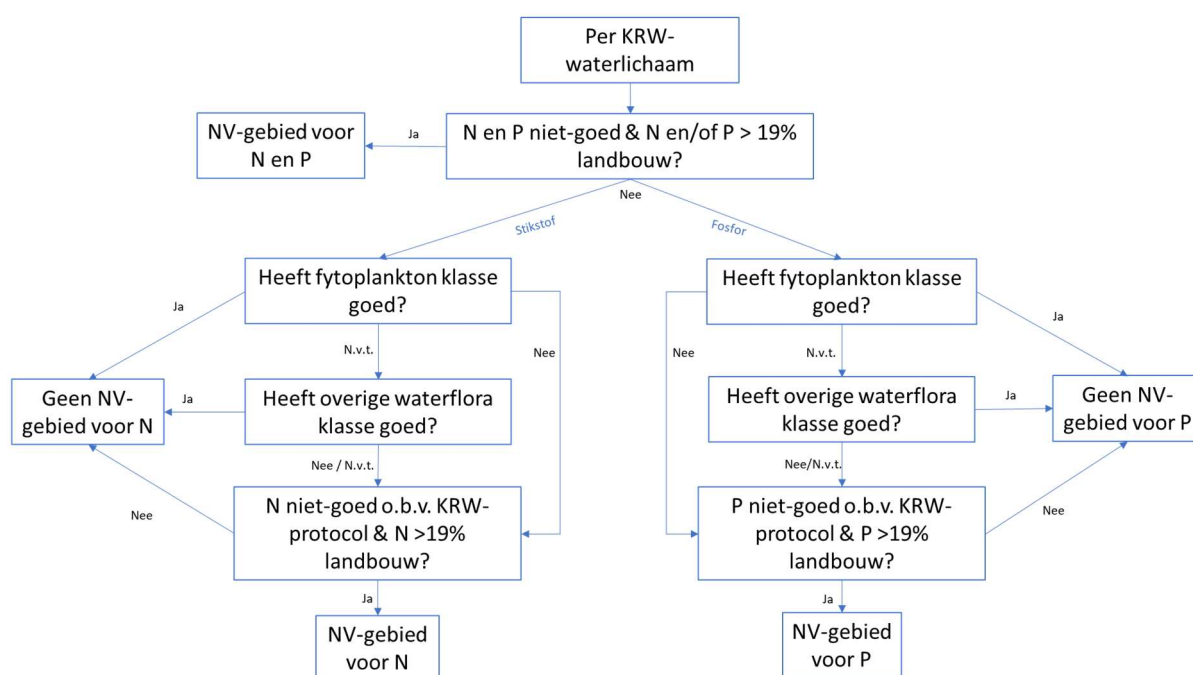 Per KRW-
waterlichaam
NV-gebied voor
N en P
Ja
N en P niet-goed & N en/of P > 19%
landbouw?
Nee
Stikstof
Fosfor
Heeft fytoplankton klasse
goed?
Ja
Nee
N.v.t.
Geen NV-
gebied voor N
Ja
Heeft overige waterflora
klasse goed?
Nee / N.v.t.
Nee
N niet-goed o.b.v. KRW-
protocol & N >19%
landbouw?
Ja
NV-gebied
voor N
Heeft fytoplankton klasse
goed?
Ja
Nee
N.v.t.
Heeft overige waterflora
klasse goed?
Ja
Geen NV-
gebied voor P
Nee/N.v.t.
P niet-goed o.b.v. KRW-
protocol & P >19%
landbouw?
Nee
Ja
NV-gebied
voor P